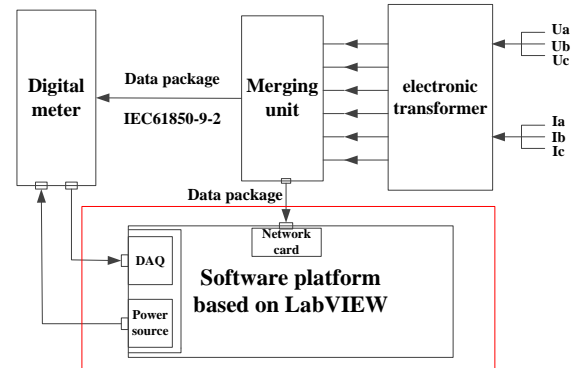 Digital
meter
Data package
IEC61850-9-2
Merging
unit
electronic
transformer
Ua
Ub
Uc
Ia
Ib
Ic
Data package
Network
card
DAQ
Power
source
Software platform
based on LabVIEW